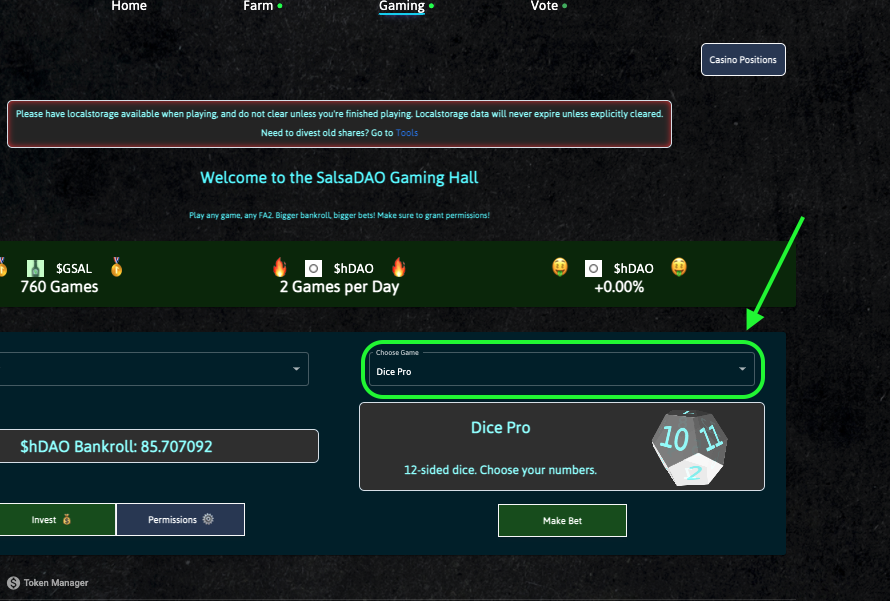 Home Farm Gaming Vote
Casino Positions
Please have localstorage available when playing, and do not clear unless you're finished playing. Localstorage data will never expire unless explicitly cleared.
Need to divest old shares? Go to Tools
Welcome to the SalsaDAO Gaming Hall
Play any game, any FA2. Bigger bankroll, bigger bets! Make sure to grant permissions!
$GSAL $hDAO $hDAO
760 Games 2 Games per Day +0.00%
Choose Game
Dice Pro
$hDAO Bankroll: 85.707092
Dice Pro
12-sided dice. Choose your numbers.
10 11
2
Invest Permissions Make Bet
$ Token Manager